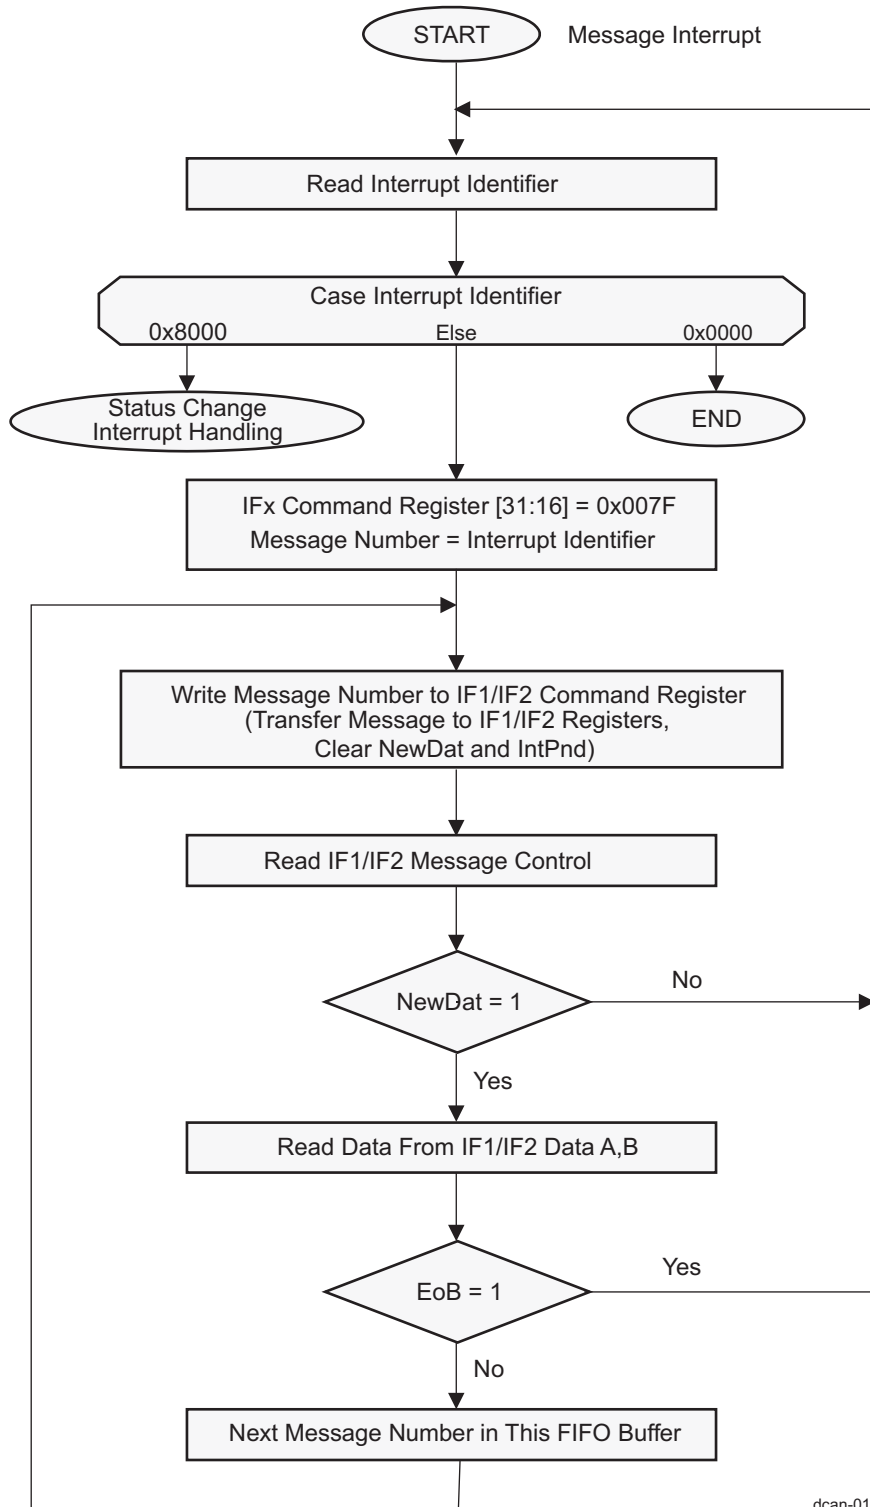 START
Message Interrupt
Read Interrupt Identifier
Case Interrupt Identifier
0x8000
Else
0x0000
Status Change
Interrupt Handling
END
IFx Command Register [31:16] = 0x007F
Message Number = Interrupt Identifier
Write Message Number to IF1/IF2 Command Register
(Transfer Message to IF1/IF2 Registers,
Clear NewDat and IntPnd)
Read IF1/IF2 Message Control
NewDat = 1
No
Yes
Read Data From IF1/IF2 Data A,B
EoB = 1
Yes
No
Next Message Number in This FIFO Buffer
dcan-01